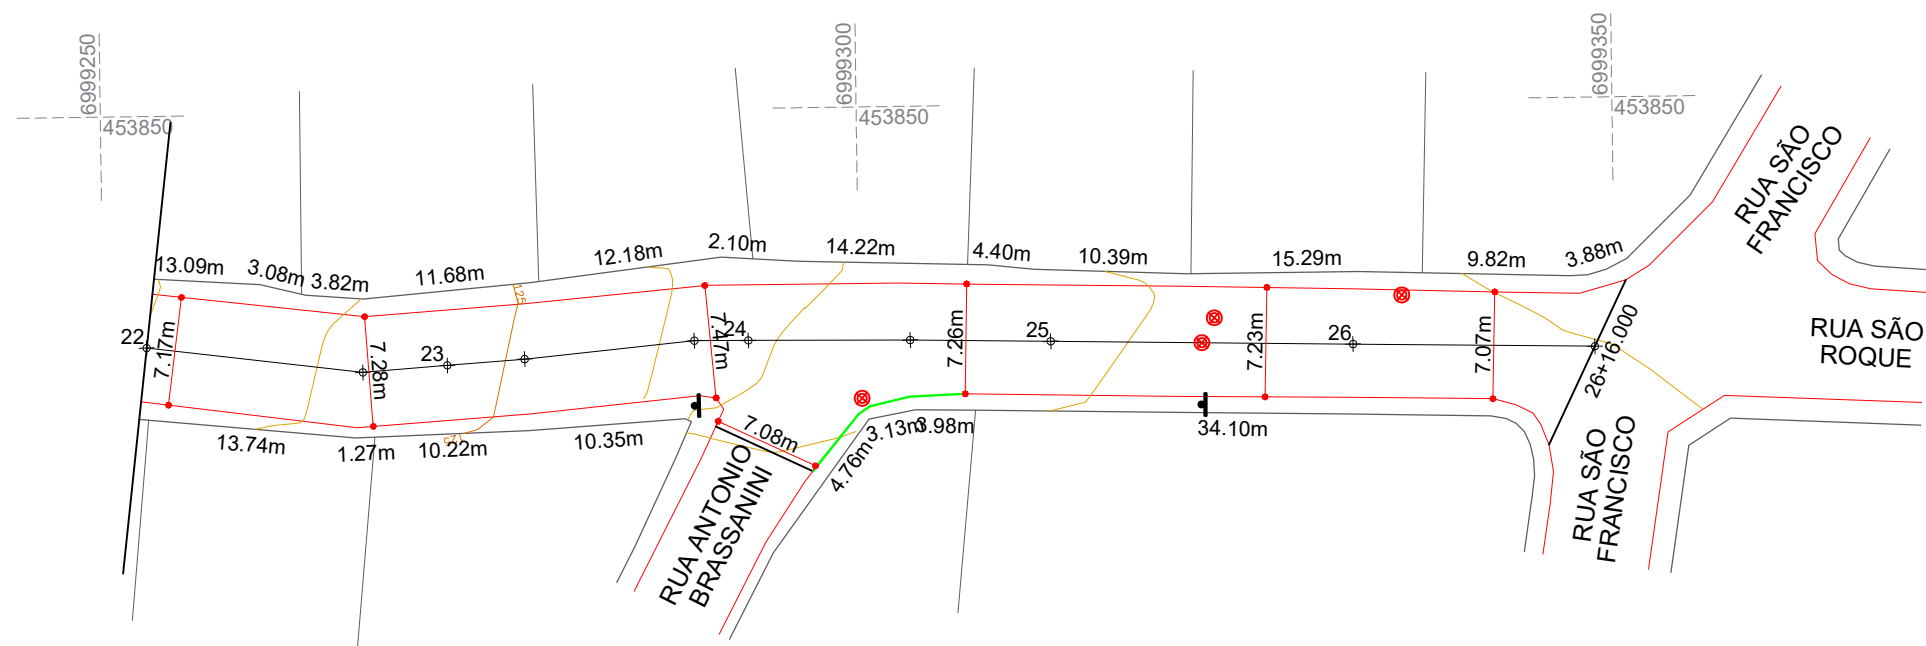 6999250
453850
6999300
453850
6999350
453850
RUA SÃO
FRANCISCO
13.09m
3.08m
3.82m
11.68m
12.18m
2.10m
14.22m
4.40m
10.39m
15.29m
9.82m
3.88m
125
22
7.17m
7.28m
23
7.47m
24
7.26m
25
7.23m
26
7.07m
26+16.000
RUA SÃO
ROQUE
13.74m
1.27m
125
10.22m
10.35m
7.08m
4.76m
3.13m
3.98m
34.10m
RUA ANTONIO
BRASSANINI
RUA SÃO
FRANCISCO